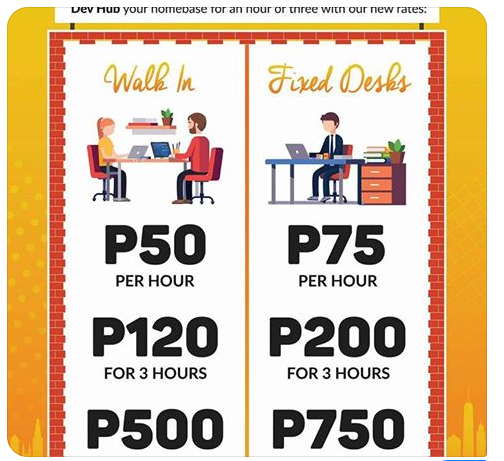 Dev Hub your homebase for an hour or three with our new rates:
Walk In
P50
PER HOUR
P120
FOR 3 HOURS
P500
Fixed Desks
P75
PER HOUR
P200
FOR 3 HOURS
P750